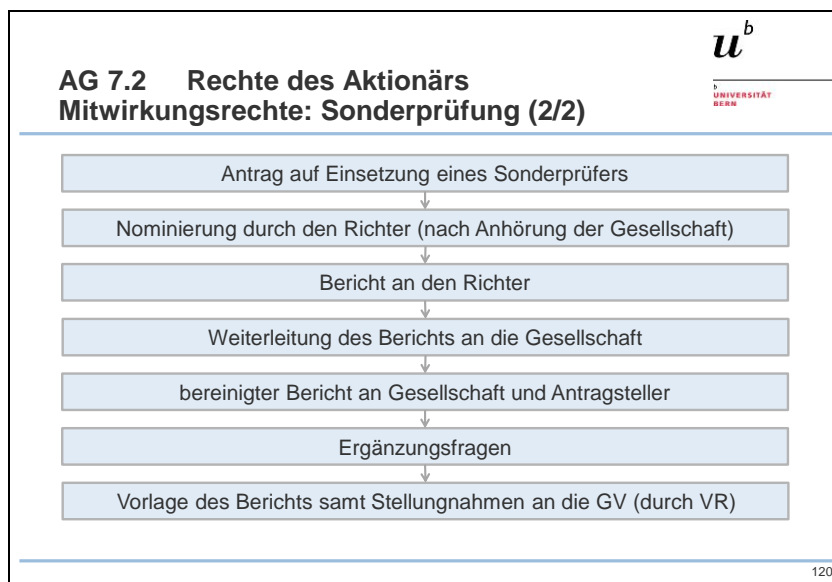 u b
b
UNIVERSITÄT
BERN
AG 7.2 Rechte des Aktionärs
Mitwirkungsrechte: Sonderprüfung (2/2)
Antrag auf Einsetzung eines Sonderprüfers
Nominierung durch den Richter (nach Anhörung der Gesellschaft)
Bericht an den Richter
Weiterleitung des Berichts an die Gesellschaft
bereinigter Bericht an Gesellschaft und Antragsteller
Ergänzungsfragen
Vorlage des Berichts samt Stellungnahmen an die GV (durch VR)
120